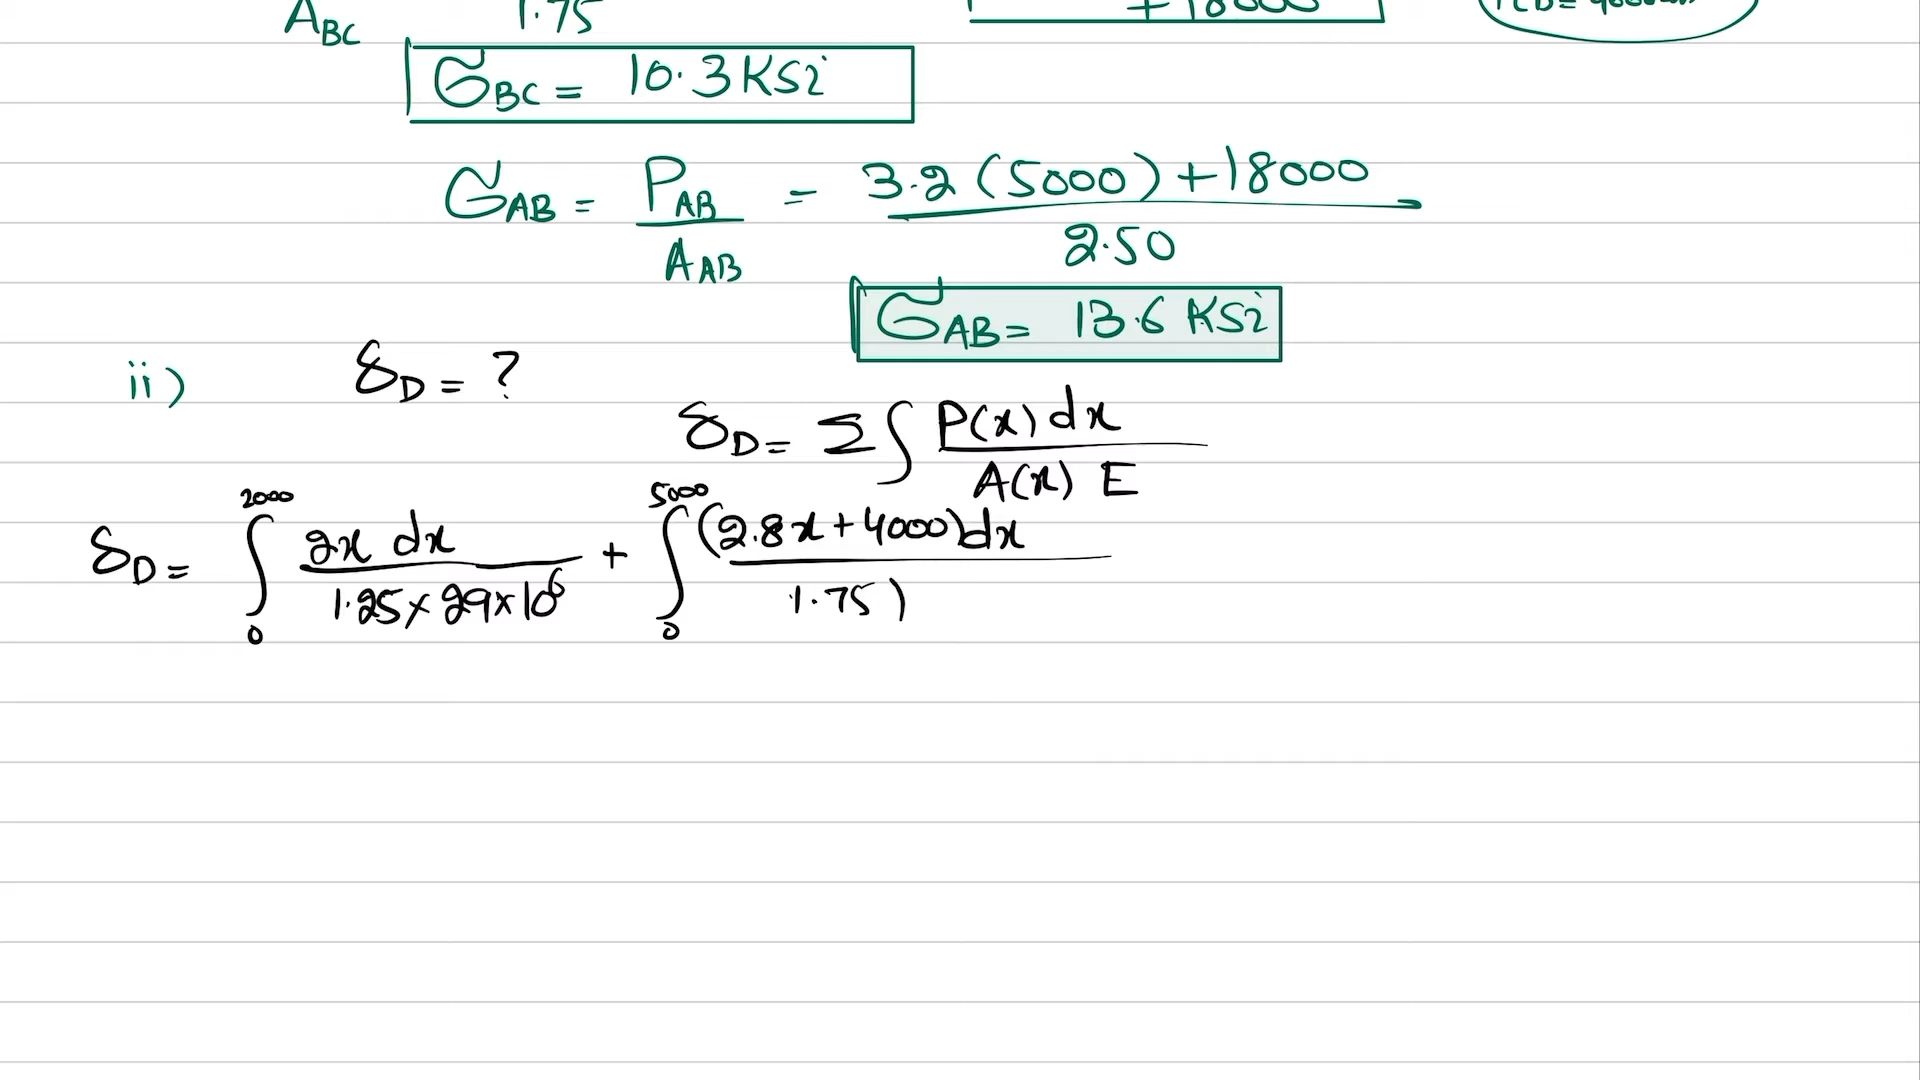 A_BC 1.75 +18000
σ_BC = 10.3 KSi
σ_AB = P_AB / A_AB = 3.2 (5000) +18000 / 2.50
σ_AB = 13.6 KSi
ii) δ_D = ?
δ_D = Σ ∫ P(x) dx / A(x) E
δ_D = ∫_0^2000 2x dx / 1.25 × 29 × 10^6 + ∫_0^5000 (2.8x + 4000) dx / 1.75)